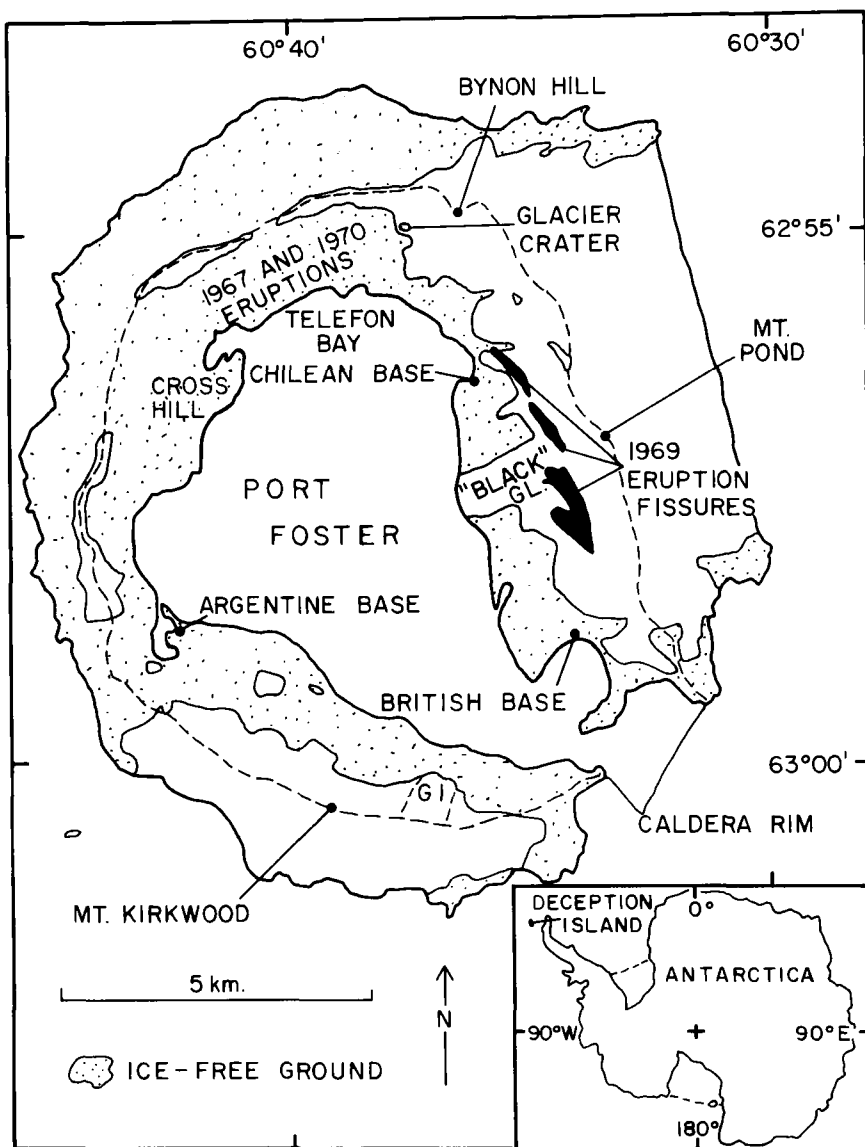 60°40'
60°30'
BYNON HILL
GLACIER
CRATER
62°55'
1967 AND 1970
ERUPTIONS
TELEFON
BAY
MT.
POND
CHILEAN BASE
CROSS
HILL
1969
ERUPTION
FISSURES
"BLACK"
GL.
PORT
FOSTER
ARGENTINE BASE
BRITISH BASE
63°00'
G1
CALDERA RIM
MT. KIRKWOOD
5 km.
N
ICE-FREE GROUND
DECEPTION
ISLAND
0°
ANTARCTICA
90°W
90°E
180°